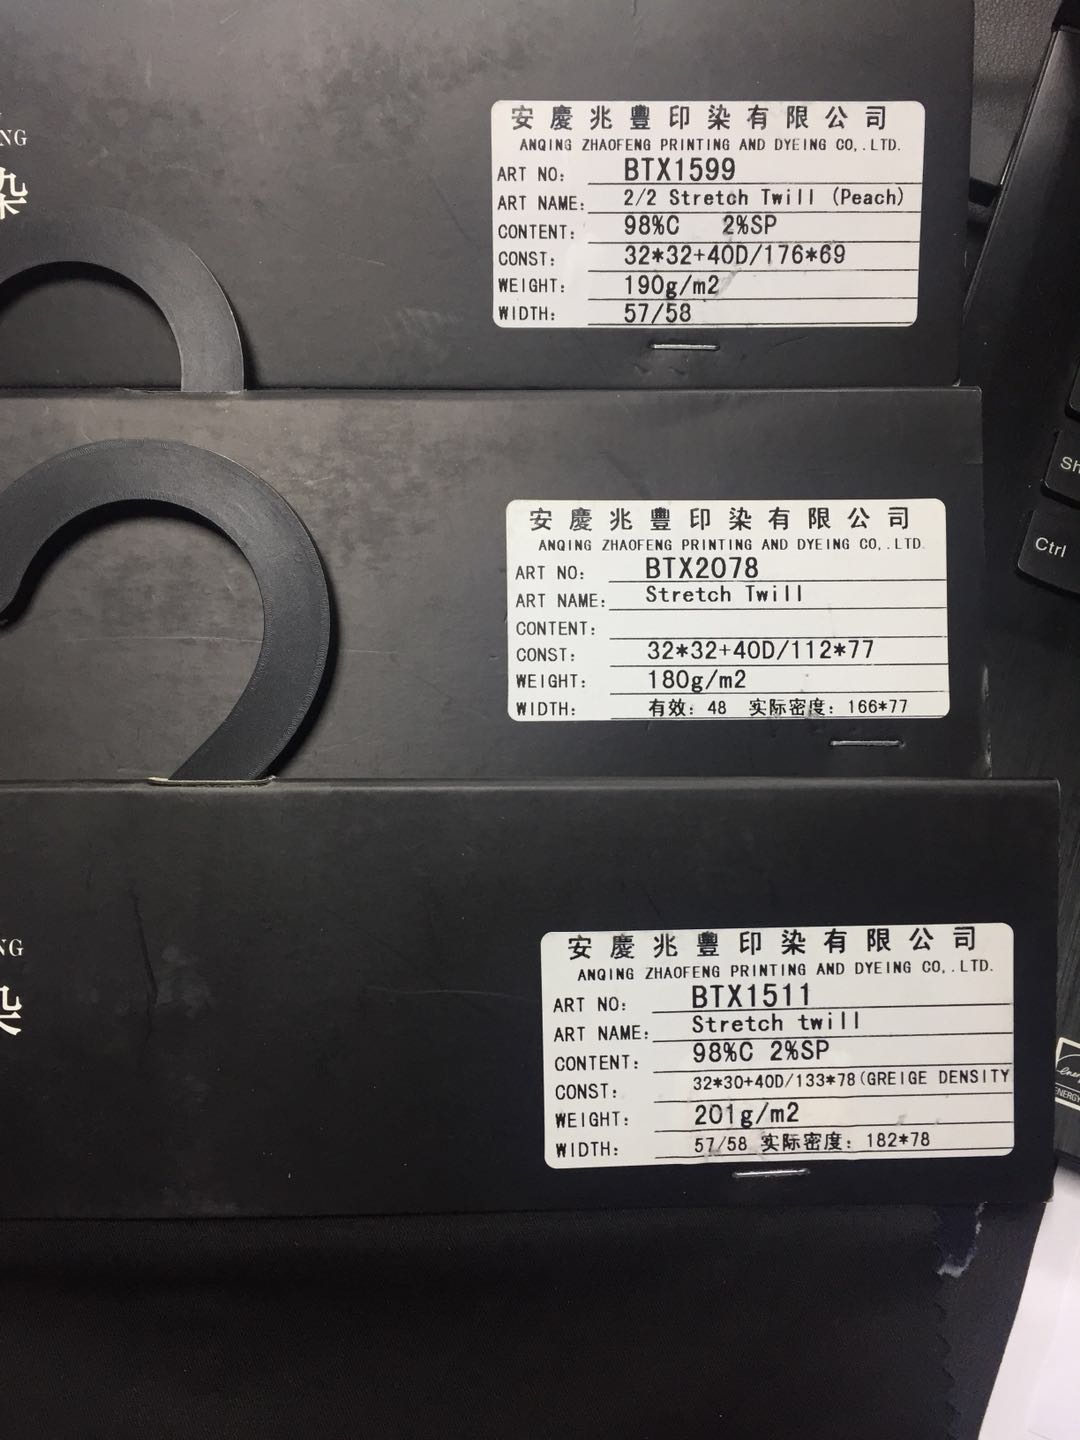 NG
染
安慶兆豐印染有限公司
ANQING ZHAOFENG PRINTING AND DYEING CO,.LTD.
ART NO: BTX1599
ART NAME: 2/2 Stretch Twill (Peach)
CONTENT: 98%C 2%SP
CONST: 32*32+40D/176*69
WEIGHT: 190g/m2
WIDTH: 57/58
安慶兆豐印染有限公司
ANQING ZHAOFENG PRINTING AND DYEING CO,.LTD.
ART NO: BTX2078
ART NAME: Stretch Twill
CONTENT:
CONST: 32*32+40D/112*77
WEIGHT: 180g/m2
WIDTH: 有效: 48 实际密度: 166*77
Sh
Ctrl
NG
染
安慶兆豐印染有限公司
ANQING ZHAOFENG PRINTING AND DYEING CO,.LTD.
ART NO: BTX1511
ART NAME: Stretch twill
CONTENT: 98%C 2%SP
CONST: 32*30+40D/133*78(GREIGE DENSITY
WEIGHT: 201g/m2
WIDTH: 57/58 实际密度: 182*78
ENERGY